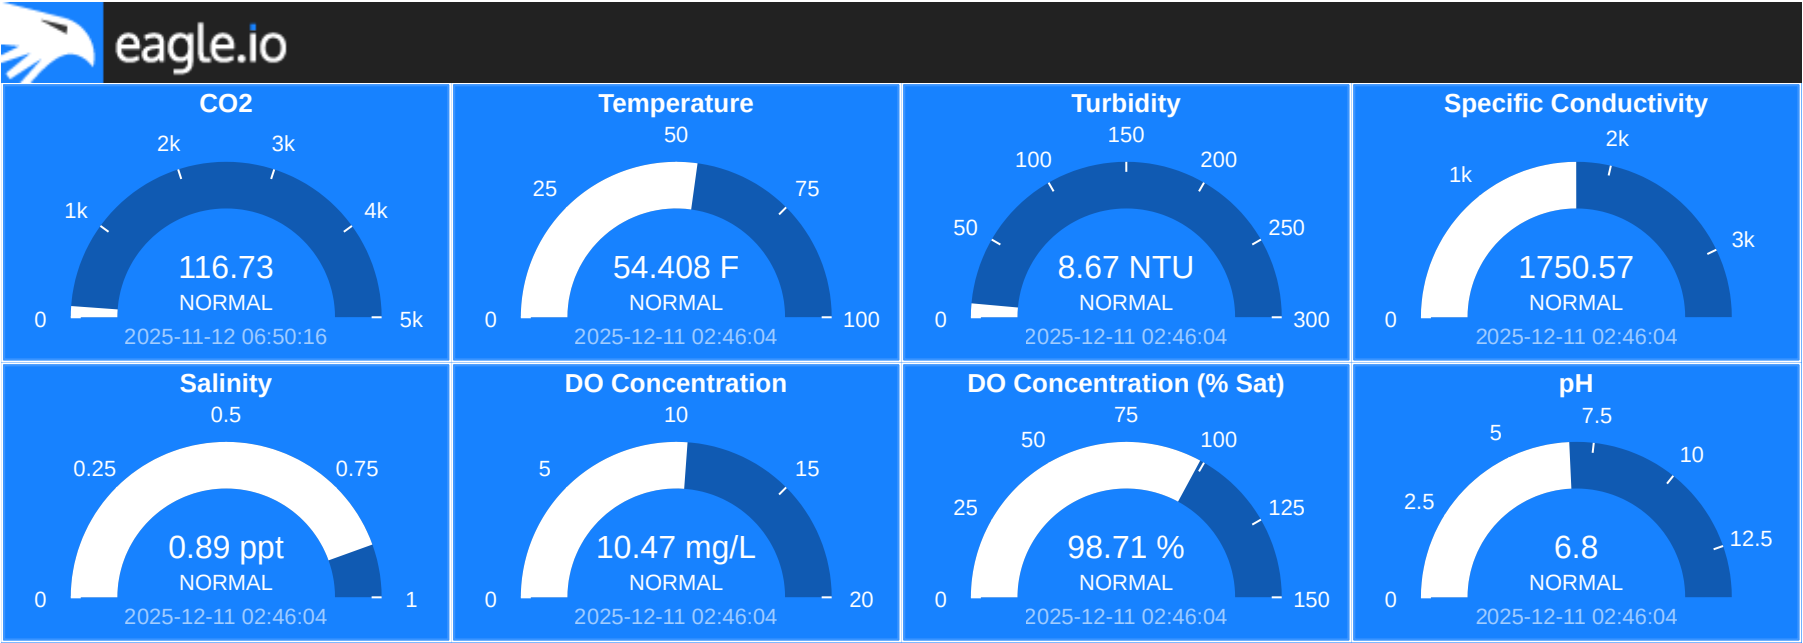 eagle.io
CO2
2k 3k
1k 4k
116.73
NORMAL
0 5k
2025-11-12 06:50:16
Temperature
50
25 75
54.408 F
NORMAL
0 100
2025-12-11 02:46:04
Turbidity
150
100 200
50 250
8.67 NTU
NORMAL
0 300
2025-12-11 02:46:04
Specific Conductivity
2k
1k
3k
1750.57
NORMAL
0
2025-12-11 02:46:04
Salinity
0.5
0.25 0.75
0.89 ppt
NORMAL
0 1
2025-12-11 02:46:04
DO Concentration
10
5 15
10.47 mg/L
NORMAL
0 20
2025-12-11 02:46:04
DO Concentration (% Sat)
75
50 100
25 125
98.71 %
NORMAL
0 150
2025-12-11 02:46:04
pH
7.5
5
10
2.5
12.5
6.8
NORMAL
0
2025-12-11 02:46:04